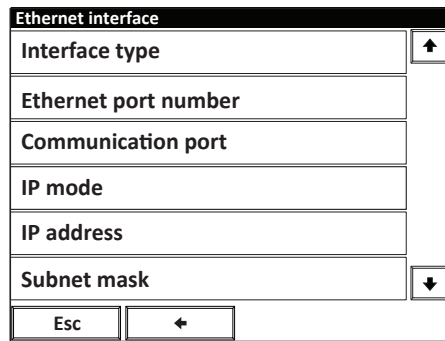 Ethernet interface
Interface type
Ethernet port number
Communication port
IP mode
IP address
Subnet mask
Esc